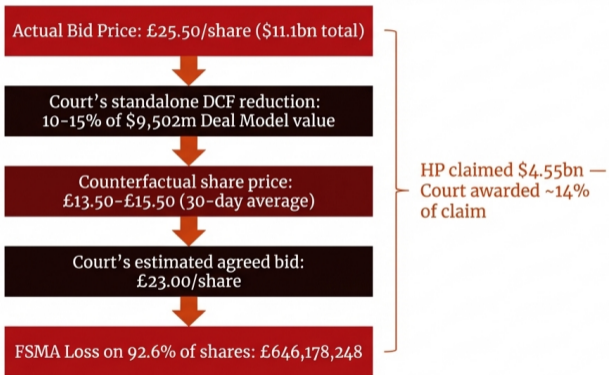 Actual Bid Price: £25.50/share ($11.1bn total)
Court's standalone DCF reduction:
10-15% of $9,502m Deal Model value
Counterfactual share price:
£13.50-£15.50 (30-day average)
Court's estimated agreed bid:
£23.00/share
FSMA Loss on 92.6% of shares: £646,178,248
HP claimed $4.55bn —
Court awarded ~14%
of claim